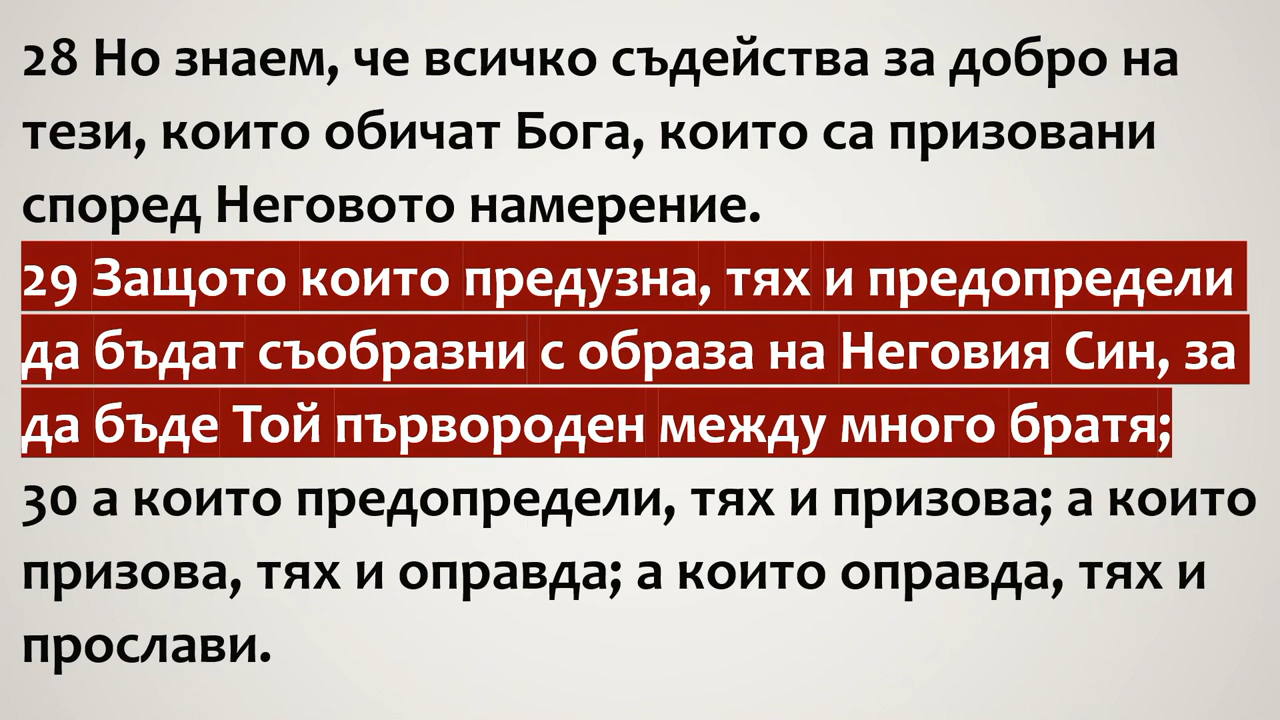 28 Но знаем, че всичко съдейства за добро на
тези, които обичат Бога, които са призовани
според Неговото намерение.
29 Защото които предузна, тях и предопредели
да бъдат съобразни с образа на Неговия Син, за
да бъде Той първороден между много братя;
30 а които предопредели, тях и призова; а които
призова, тях и оправда; а които оправда, тях и
прослави.